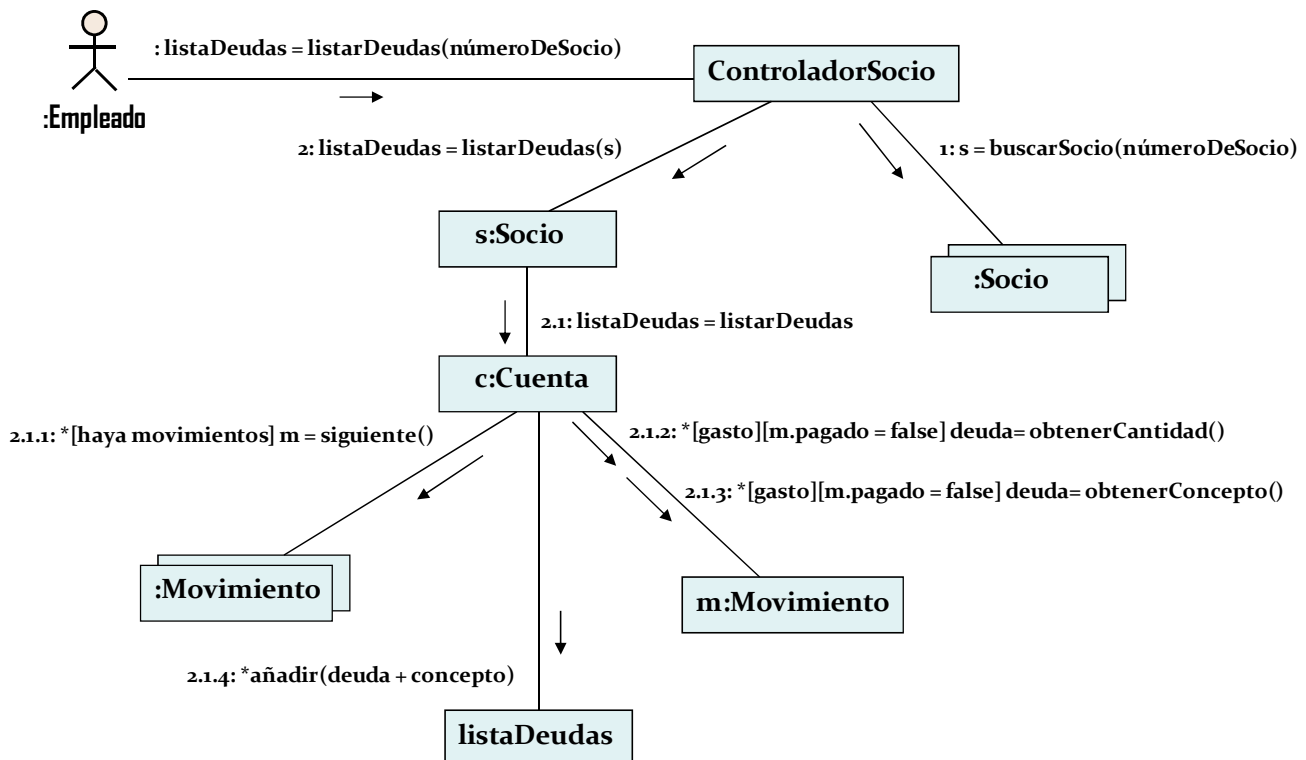 : listaDeudas = listarDeudas(númeroDeSocio)
ControladorSocio
:Empleado
2: listaDeudas = listarDeudas(s)
1: s = buscarSocio(númeroDeSocio)
s:Socio
:Socio
2.1: listaDeudas = listarDeudas
c:Cuenta
2.1.1: *[haya movimientos] m = siguiente()
2.1.2: *[gasto][m.pagado = false] deuda= obtenerCantidad()
2.1.3: *[gasto][m.pagado = false] deuda= obtenerConcepto()
:Movimiento
m:Movimiento
2.1.4: *añadir(deuda + concepto)
listaDeudas